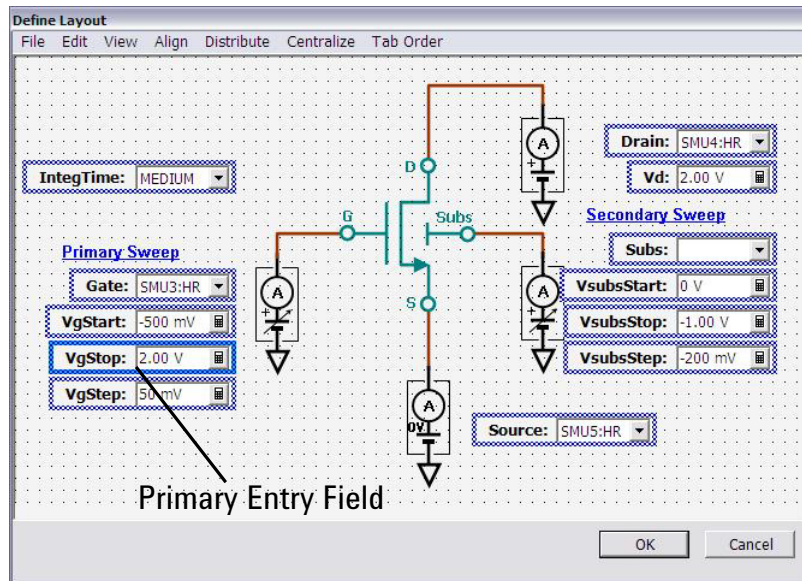 Define Layout
File Edit View Align Distribute Centralize Tab Order
A
Drain: SMU4:HR
+
D
IntegTime: MEDIUM
Vd: 2.00 V
G
Subs
Secondary Sweep
Primary Sweep
Subs:
Gate: SMU3:HR
A
A
VsubsStart: 0 V
S
+
+
VgStart: -500 mV
VsubsStop: -1.00 V
VgStop: 2.00 V
VsubsStep: -200 mV
VgStep: 50 mV
A
0V
Source: SMU5:HR
Primary Entry Field
OK Cancel